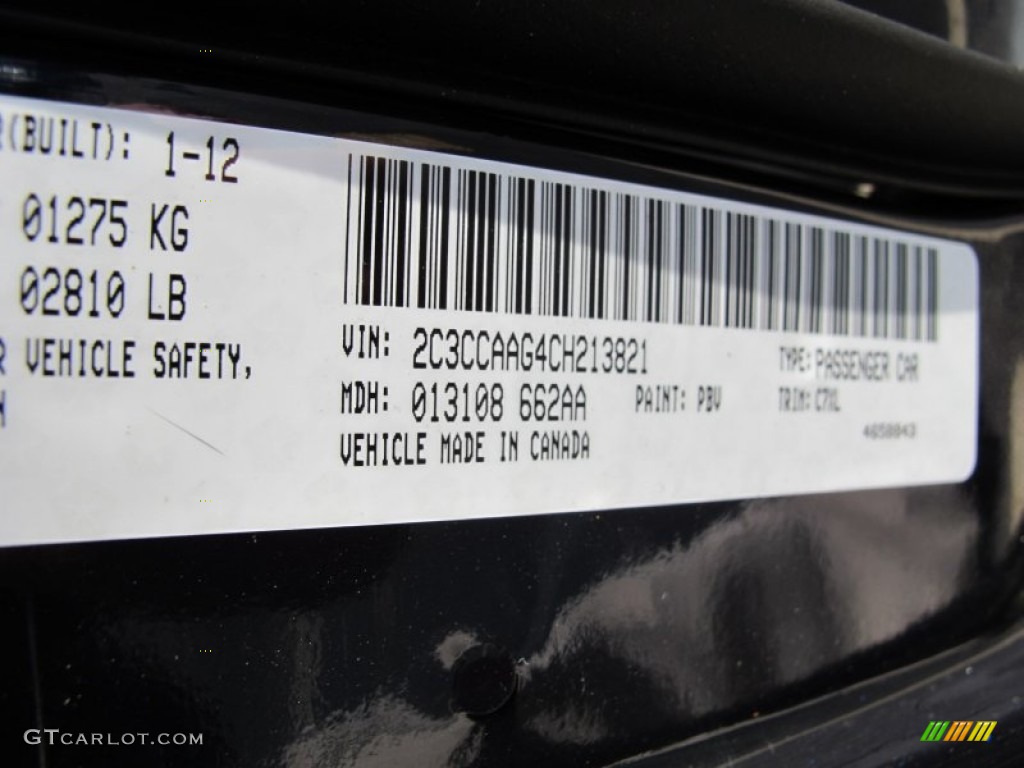 (BUILT): 1-12
01275 KG
02810 LB
VEHICLE SAFETY,
H
VIN: 2C3CCAAG4CH213821 TYPE: PASSENGER CAR
MDH: 013108 662AA PAINT: PBV TRIM: C7XL
VEHICLE MADE IN CANADA 4650043
GTCARLOT.COM